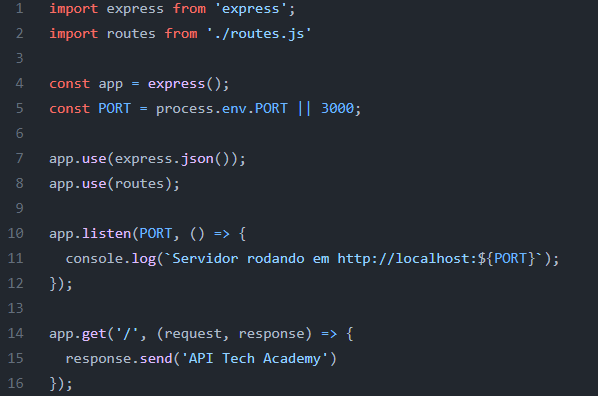 1 import express from 'express';
2 import routes from './routes.js'
3
4 const app = express();
5 const PORT = process.env.PORT || 3000;
6
7 app.use(express.json());
8 app.use(routes);
9
10 app.listen(PORT, () => {
11   console.log(`Servidor rodando em http://localhost:${PORT}`);
12 });
13
14 app.get('/', (request, response) => {
15   response.send('API Tech Academy')
16 });